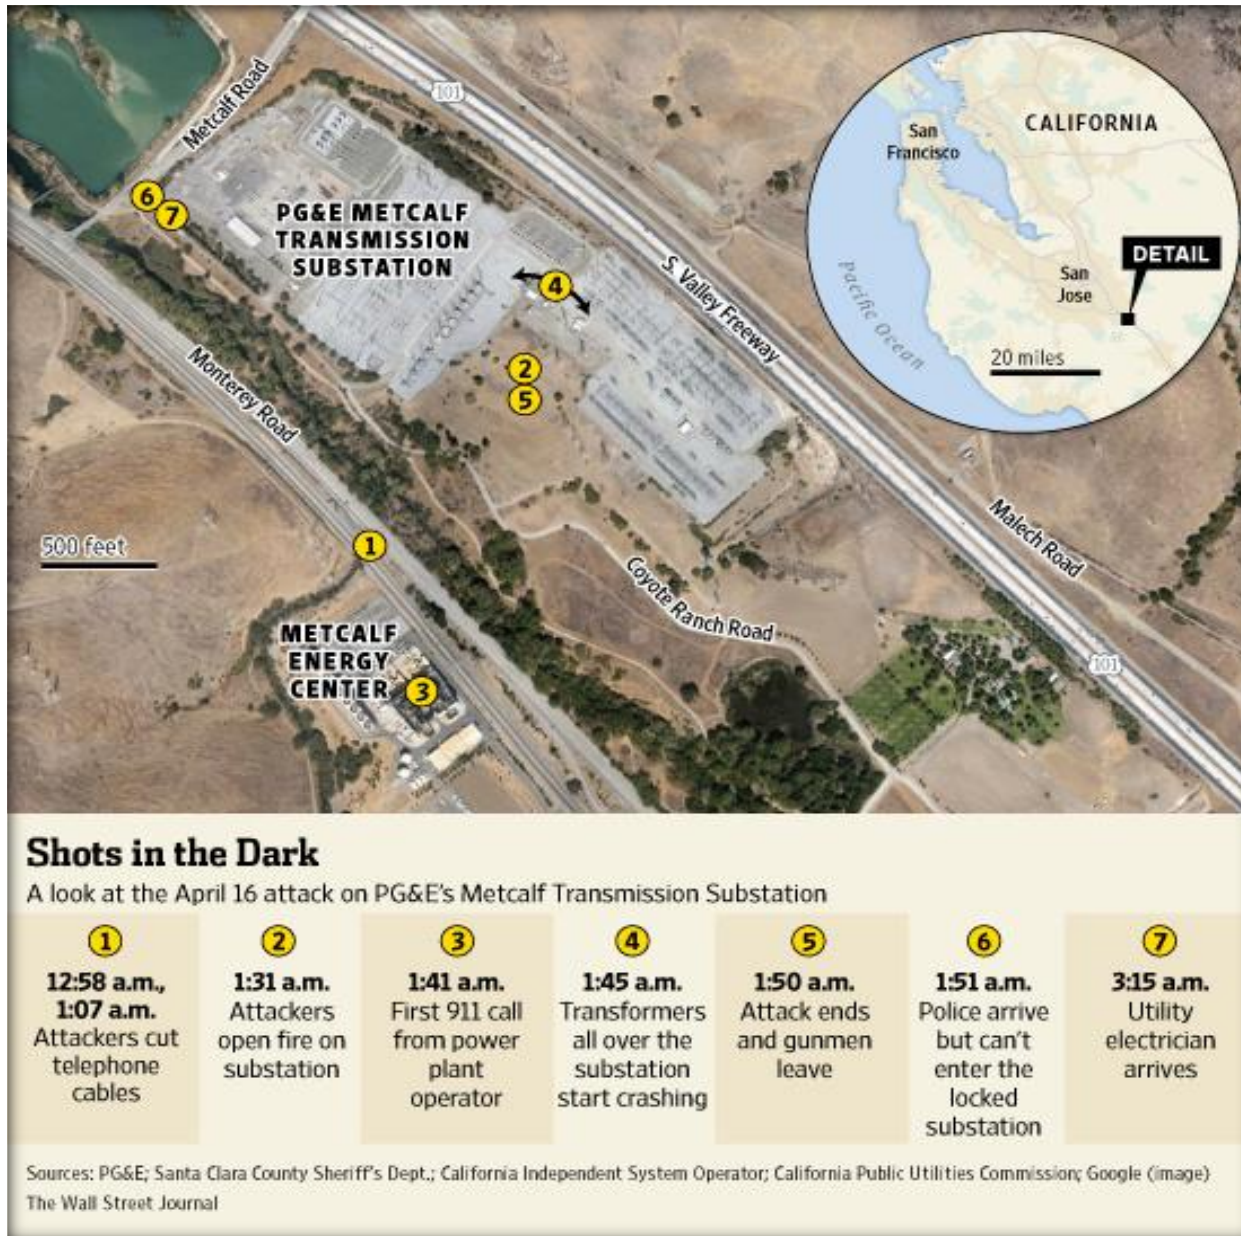 Metcalf Road
101
6
7
PG&E METCALF
TRANSMISSION
SUBSTATION
4
S. Valley Freeway
2
5
Monterey Road
500 feet
1
Coyote Ranch Road
Malech Road
101
METCALF
ENERGY
CENTER
3
San
Francisco
CALIFORNIA
Pacific Ocean
San
Jose
DETAIL
20 miles
Shots in the Dark
A look at the April 16 attack on PG&E's Metcalf Transmission Substation
1
12:58 a.m.,
1:07 a.m.
Attackers cut
telephone
cables
2
1:31 a.m.
Attackers
open fire on
substation
3
1:41 a.m.
First 911 call
from power
plant
operator
4
1:45 a.m.
Transformers
all over the
substation
start crashing
5
1:50 a.m.
Attack ends
and gunmen
leave
6
1:51 a.m.
Police arrive
but can't
enter the
locked
substation
7
3:15 a.m.
Utility
electrician
arrives
Sources: PG&E; Santa Clara County Sheriff's Dept.; California Independent System Operator; California Public Utilities Commission; Google (image)
The Wall Street Journal